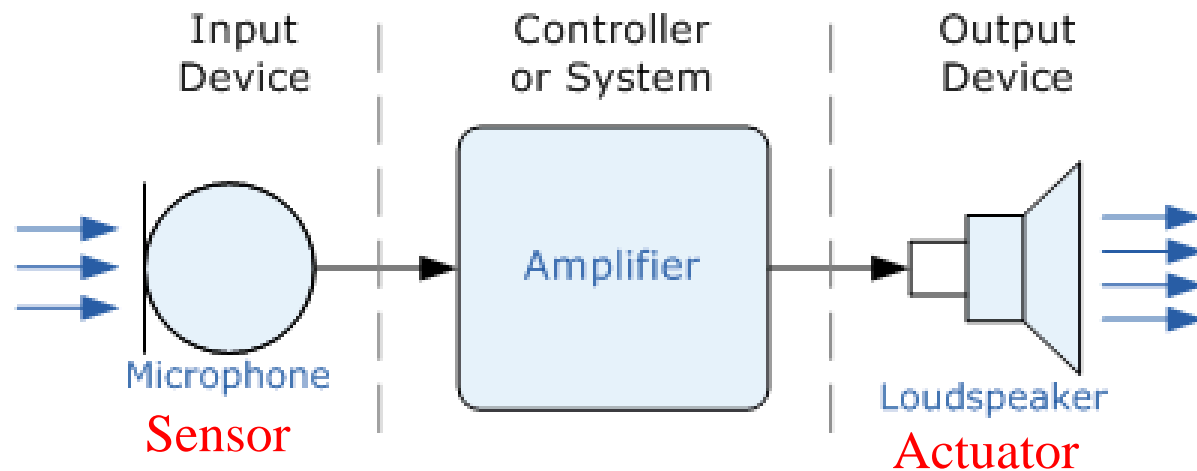 Input
Device
Controller
or System
Output
Device
Amplifier
Microphone
Loudspeaker
Sensor
Actuator